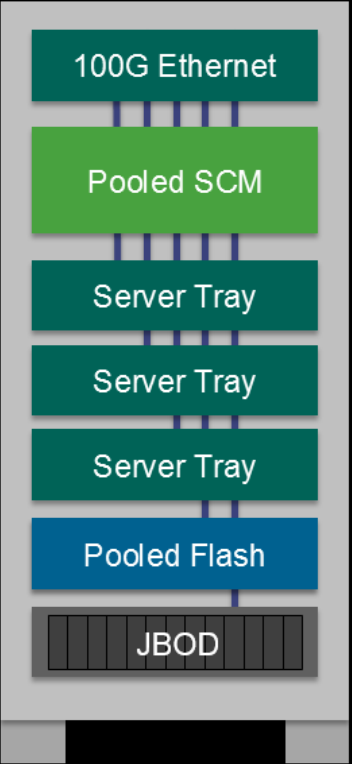 100G Ethernet
Pooled SCM
Server Tray
Server Tray
Server Tray
Pooled Flash
JBOD